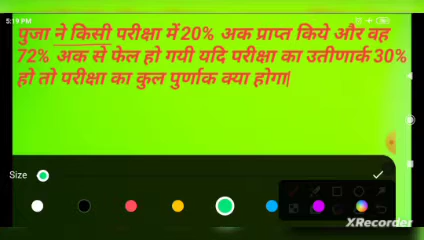 5:19 PM
पुजा ने किसी परीक्षा में 20% अक प्राप्त किये और वह
72% अक से फेल हो गयी यदि परीक्षा का उतीणार्क 30%
हो तो परीक्षा का कुल पुर्णाक क्या होगा
Size
XRecorder